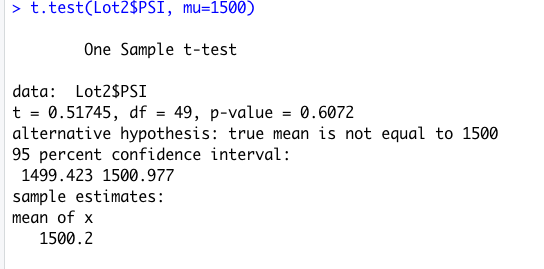 > t.test(Lot2$PSI, mu=1500)
One Sample t-test
data:  Lot2$PSI
t = 0.51745, df = 49, p-value = 0.6072
alternative hypothesis: true mean is not equal to 1500
95 percent confidence interval:
1499.423 1500.977
sample estimates:
mean of x
1500.2